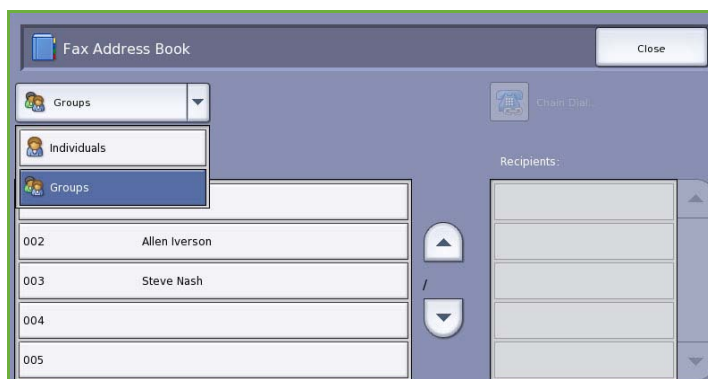 Fax Address Book
Close
Groups
Chain Dial...
Individuals
Groups
Recipients:
002 Allen Iverson
003 Steve Nash
/
004
005